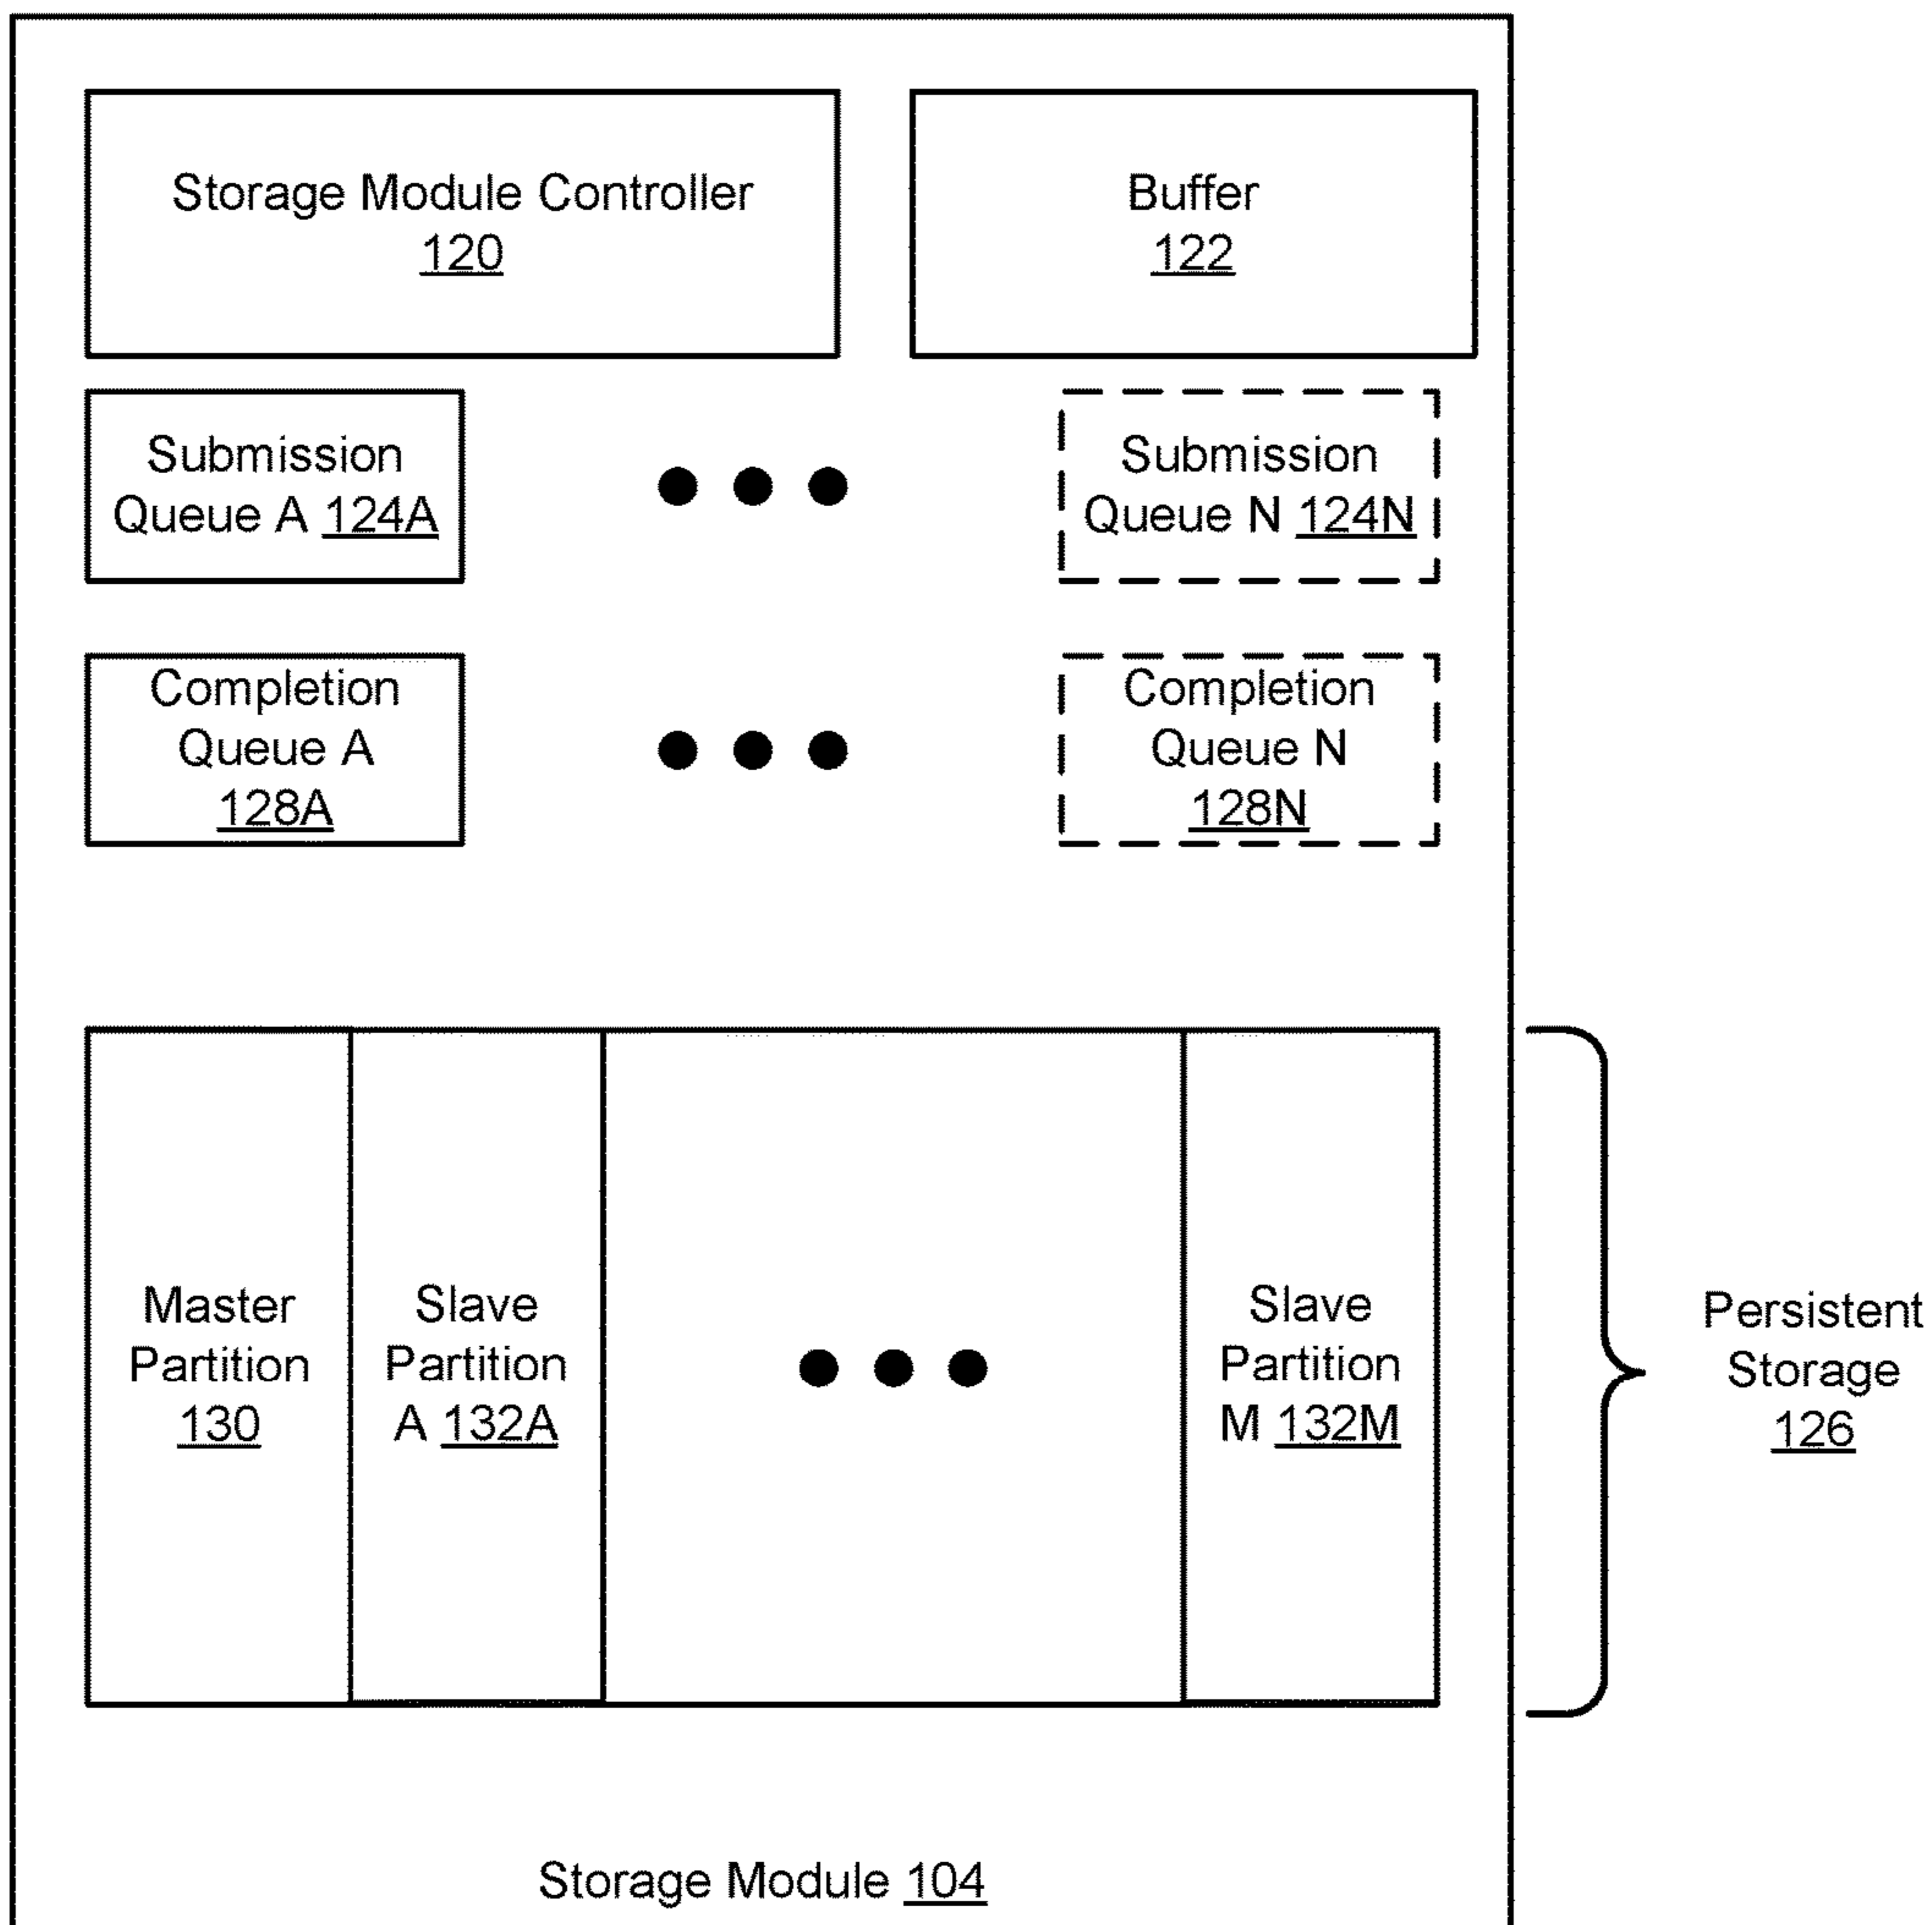 Storage Module Controller
120
Buffer
122
Submission
Queue A 124A
Submission
Queue N 124N
Completion
Queue A
128A
Completion
Queue N
128N
Master
Partition
130
Slave
Partition
A 132A
Slave
Partition
M 132M
Persistent
Storage
126
Storage Module 104